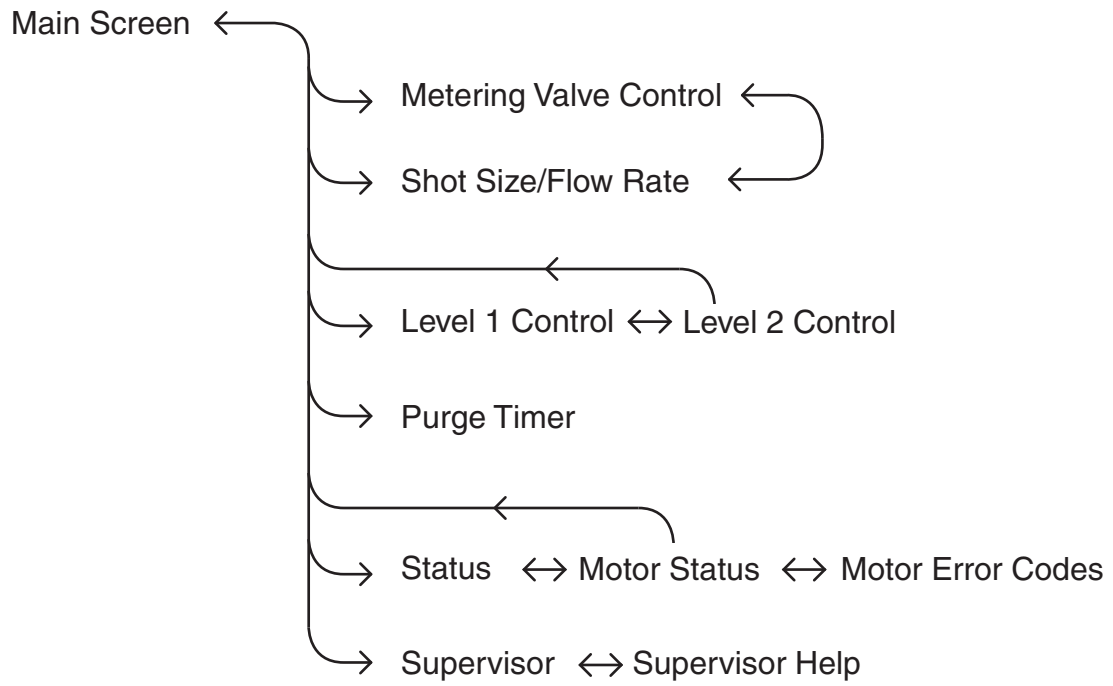 Main Screen
Metering Valve Control
Shot Size/Flow Rate
Level 1 Control Level 2 Control
Purge Timer
Status Motor Status Motor Error Codes
Supervisor Supervisor Help